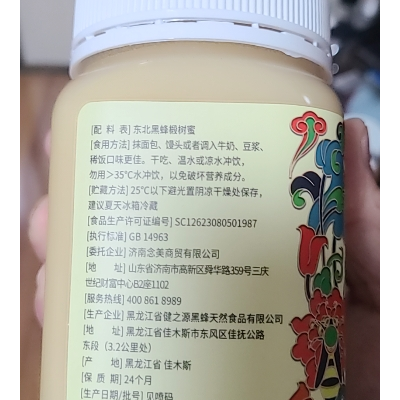 [配 料 表] 东北黑蜂椴树蜜
[食用方法] 抹面包、馒头或者调入牛奶、豆浆、
稀饭口味更佳。干吃、温水或凉水冲饮，
勿用＞35℃水冲饮，以免破坏营养成分。
[贮藏方法] 25℃以下避光置阴凉干燥处保存，
建议夏天冰箱冷藏
[食品生产许可证编号] SC12623080501987
[执行标准] GB 14963
[委托企业] 济南念美商贸有限公司
[地 址] 山东省济南市高新区舜华路359号三庆
世纪财富中心B2座1102
[服务热线] 400 861 8989
[生产企业] 黑龙江省健之源黑蜂天然食品有限公司
[地 址] 黑龙江省佳木斯市东风区佳抚公路
东段（3.2公里处）
[产 地] 黑龙江省 佳木斯
[保 质 期] 24个月
[生产日期/批号] 见喷码